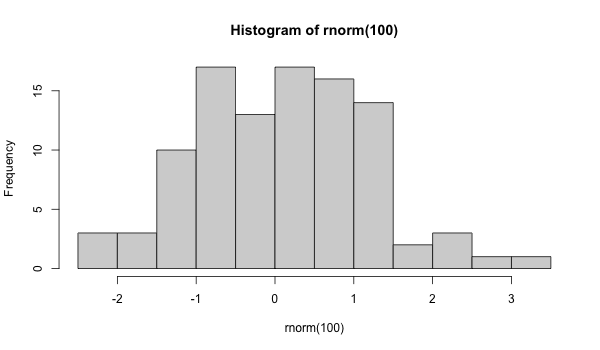 Histogram of rnorm(100)
Frequency
15
10
5
0
-2 -1 0 1 2 3
rnorm(100)